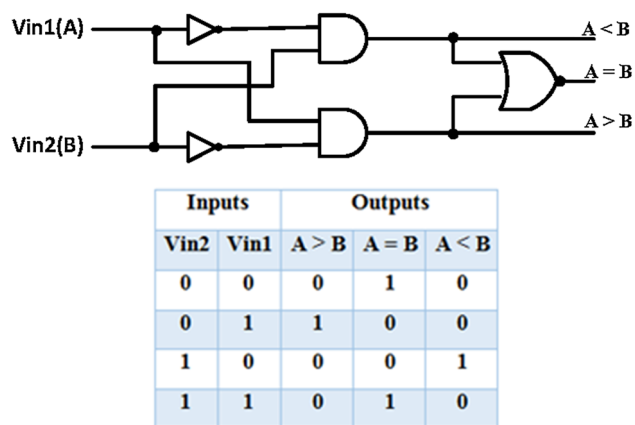 Vin1(A)
A < B
A = B
A > B
Vin2(B)
Inputs Outputs
Vin2 Vin1 A > B A = B A < B
0 0 0 1 0
0 1 1 0 0
1 0 0 0 1
1 1 0 1 0